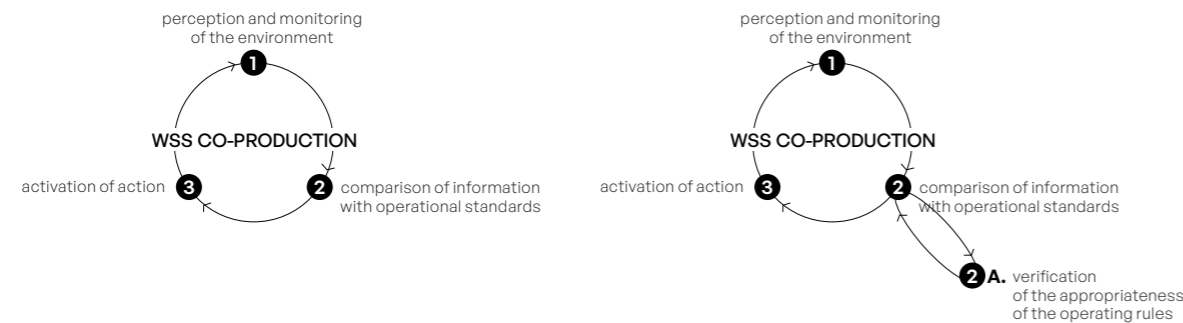 perception and monitoring
of the environment
1
WSS CO-PRODUCTION
activation of action
3
2
comparison of information
with operational standards
perception and monitoring
of the environment
1
WSS CO-PRODUCTION
activation of action
3
2
comparison of information
with operational standards
2 A.
verification
of the appropriateness
of the operating rules